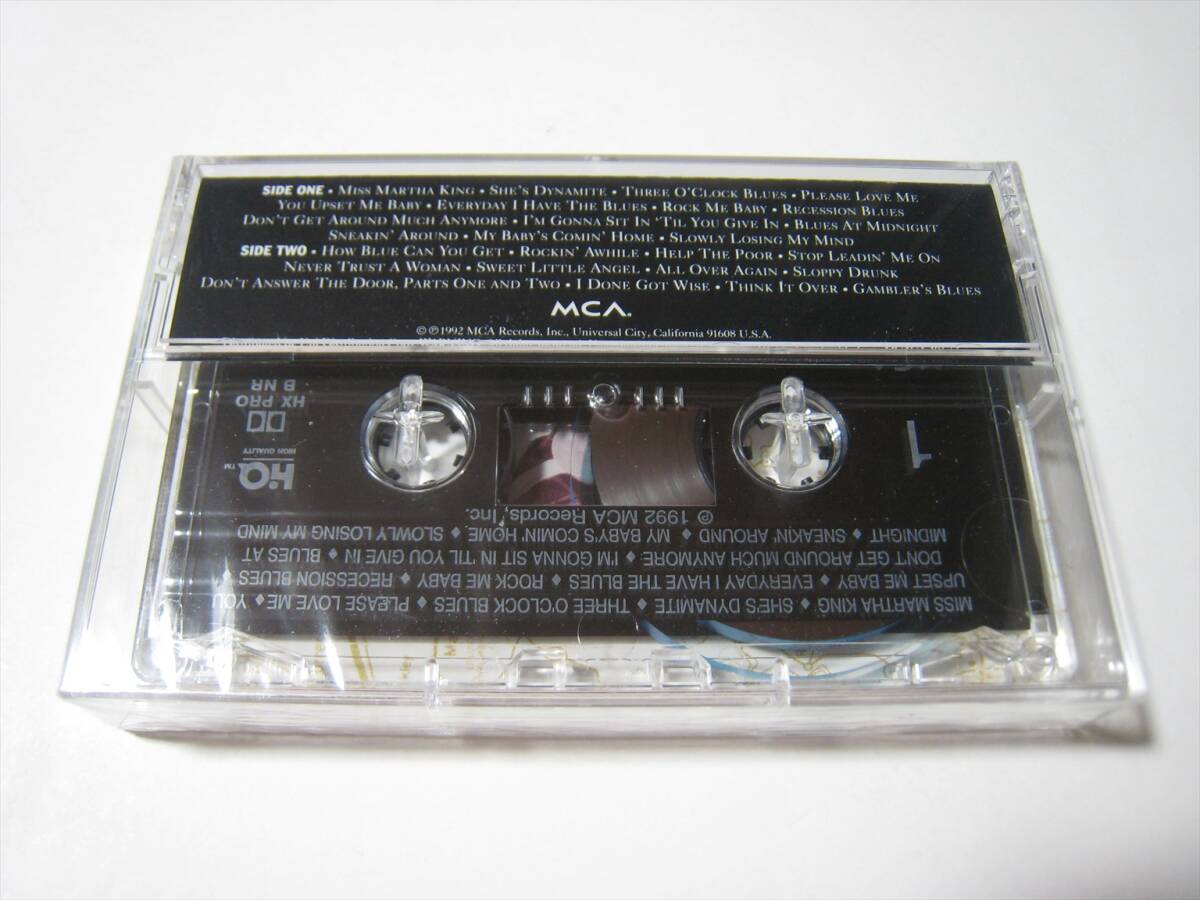 SIDE ONE • MISS MARTHA KING • SHE'S DYNAMITE • THREE O'CLOCK BLUES • PLEASE LOVE ME
YOU UPSET ME BABY • EVERYDAY I HAVE THE BLUES • ROCK ME BABY • RECESSION BLUES
DON'T GET AROUND MUCH ANYMORE • I'M GONNA SIT IN 'TIL YOU GIVE IN • BLUES AT MIDNIGHT
SNEAKIN' AROUND • MY BABY'S COMIN' HOME • SLOWLY LOSING MY MIND
SIDE TWO • HOW BLUE CAN YOU GET • ROCKIN' AWHILE • HELP THE POOR • STOP LEADIN' ME ON
NEVER TRUST A WOMAN • SWEET LITTLE ANGEL • ALL OVER AGAIN • SLOPPY DRUNK
DON'T ANSWER THE DOOR, PARTS ONE AND TWO • I DONE GOT WISE • THINK IT OVER • GAMBLER'S BLUES
MCA.
© ℗ 1992 MCA Records, Inc., Universal City, California 91608 U.S.A.
MISS MARTHA KING ♦ SHE'S DYNAMITE ♦ THREE O'CLOCK BLUES ♦ PLEASE LOVE ME ♦ YOU
UPSET ME BABY ♦ EVERYDAY I HAVE THE BLUES ♦ ROCK ME BABY ♦ RECESSION BLUES
DON'T GET AROUND MUCH ANYMORE ♦ I'M GONNA SIT IN 'TIL YOU GIVE IN ♦ BLUES AT
MIDNIGHT ♦ SNEAKIN' AROUND ♦ MY BABY'S COMIN' HOME ♦ SLOWLY LOSING MY MIND
℗ 1992 MCA Records, Inc.
1
HQ™
HIGH QUALITY
B NR
HX PRO